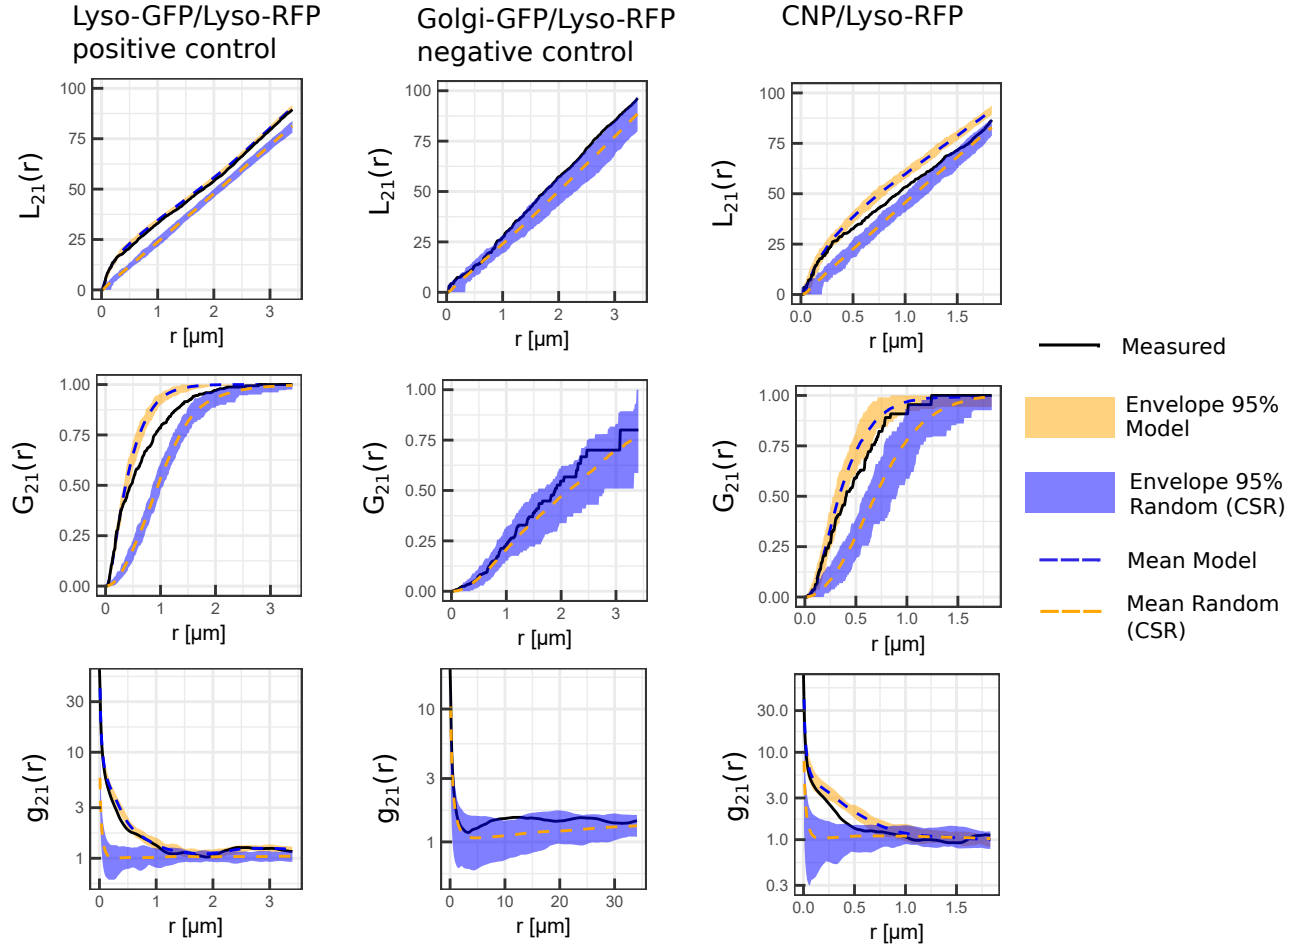 Lyso-GFP/Lyso-RFP
positive control
Golgi-GFP/Lyso-RFP
negative control
CNP/Lyso-RFP
L21(r)
100
75
50
25
0
0 1 2 3
r [µm]
L21(r)
100
75
50
25
0
0 1 2 3
r [µm]
L21(r)
100
75
50
25
0
0.0 0.5 1.0 1.5
r [µm]
G21(r)
1.00
0.75
0.50
0.25
0.00
0 1 2 3
r [µm]
G21(r)
1.00
0.75
0.50
0.25
0.00
0 1 2 3
r [µm]
G21(r)
1.00
0.75
0.50
0.25
0.00
0.0 0.5 1.0 1.5
r [µm]
g21(r)
30
10
3
1
0 1 2 3
r [µm]
g21(r)
10
3
1
0 10 20 30
r [µm]
g21(r)
30.0
10.0
3.0
1.0
0.3
0.0 0.5 1.0 1.5
r [µm]
Measured
Envelope 95%
Model
Envelope 95%
Random (CSR)
Mean Model
Mean Random
(CSR)